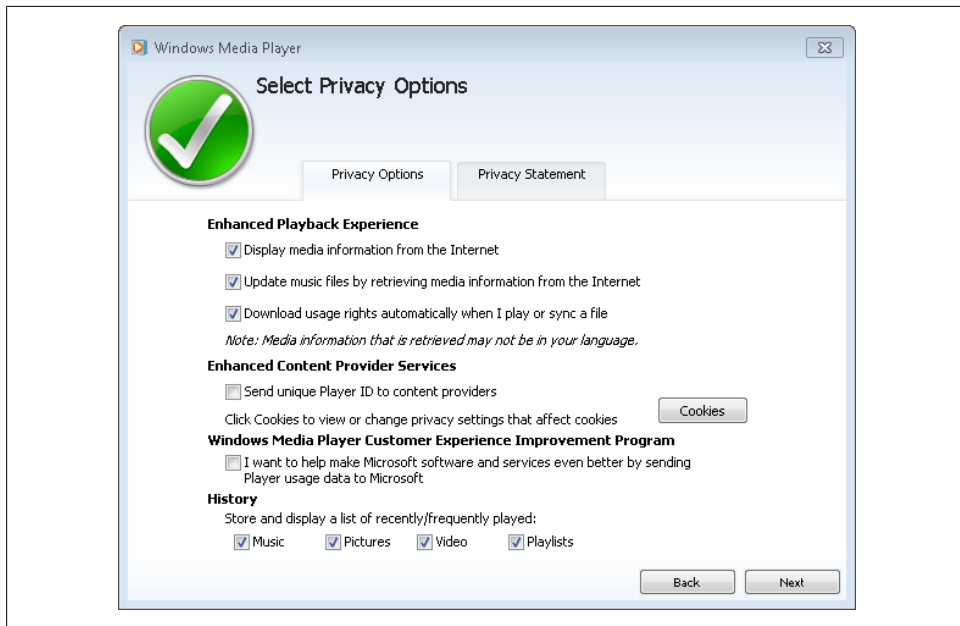 Windows Media Player
Select Privacy Options
Privacy Options
Privacy Statement
Enhanced Playback Experience
Display media information from the Internet
Update music files by retrieving media information from the Internet
Download usage rights automatically when I play or sync a file
Note: Media information that is retrieved may not be in your language.
Enhanced Content Provider Services
Send unique Player ID to content providers
Click Cookies to view or change privacy settings that affect cookies
Cookies
Windows Media Player Customer Experience Improvement Program
I want to help make Microsoft software and services even better by sending
Player usage data to Microsoft
History
Store and display a list of recently/frequently played:
Music
Pictures
Video
Playlists
Back
Next